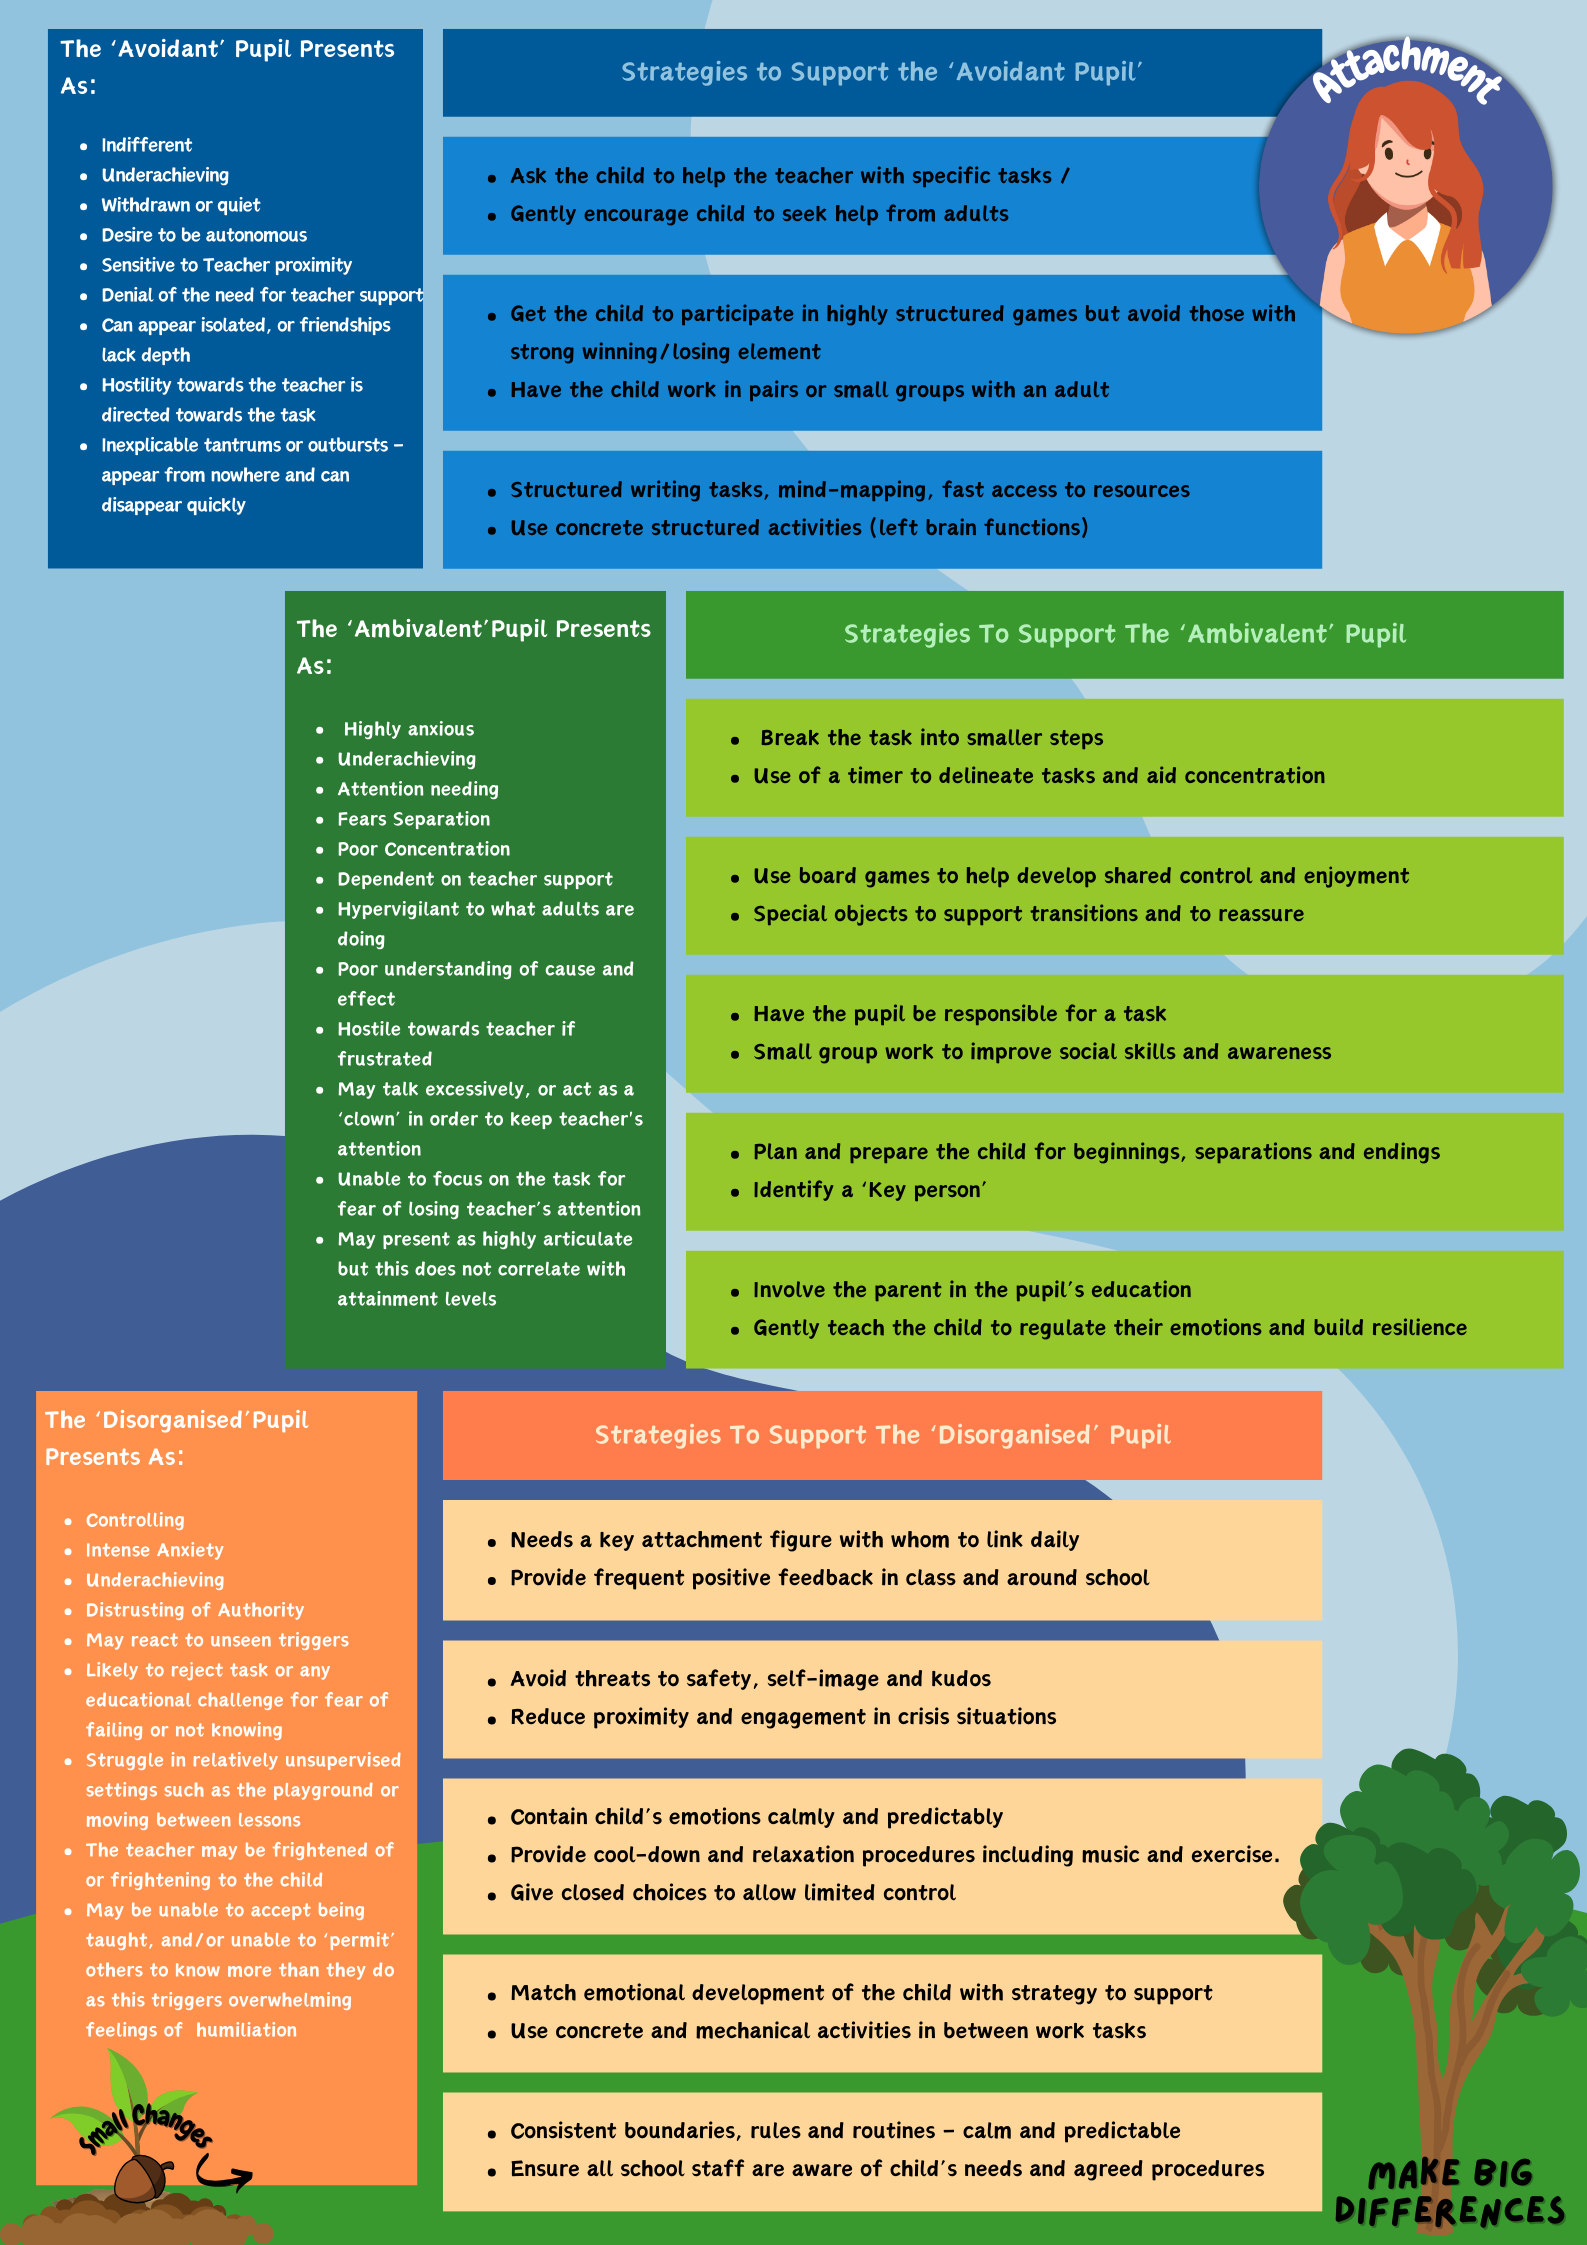 The ‘Avoidant’ Pupil Presents
As:
• Indifferent
• Underachieving
• Withdrawn or quiet
• Desire to be autonomous
• Sensitive to Teacher proximity
• Denial of the need for teacher support
• Can appear isolated, or friendships
lack depth
• Hostility towards the teacher is
directed towards the task
• Inexplicable tantrums or outbursts –
appear from nowhere and can
disappear quickly
Strategies to Support the ‘Avoidant Pupil’
• Ask the child to help the teacher with specific tasks /
• Gently encourage child to seek help from adults
• Get the child to participate in highly structured games but avoid those with
strong winning/losing element
• Have the child work in pairs or small groups with an adult
• Structured writing tasks, mind-mapping, fast access to resources
• Use concrete structured activities (left brain functions)
Attachment
The ‘Ambivalent’Pupil Presents
As:
• Highly anxious
• Underachieving
• Attention needing
• Fears Separation
• Poor Concentration
• Dependent on teacher support
• Hypervigilant to what adults are
doing
• Poor understanding of cause and
effect
• Hostile towards teacher if
frustrated
• May talk excessively, or act as a
‘clown’ in order to keep teacher's
attention
• Unable to focus on the task for
fear of losing teacher’s attention
• May present as highly articulate
but this does not correlate with
attainment levels
Strategies To Support The ‘Ambivalent’ Pupil
• Break the task into smaller steps
• Use of a timer to delineate tasks and aid concentration
• Use board games to help develop shared control and enjoyment
• Special objects to support transitions and to reassure
• Have the pupil be responsible for a task
• Small group work to improve social skills and awareness
• Plan and prepare the child for beginnings, separations and endings
• Identify a ‘Key person’
• Involve the parent in the pupil’s education
• Gently teach the child to regulate their emotions and build resilience
The ‘Disorganised’Pupil
Presents As:
• Controlling
• Intense Anxiety
• Underachieving
• Distrusting of Authority
• May react to unseen triggers
• Likely to reject task or any
educational challenge for fear of
failing or not knowing
• Struggle in relatively unsupervised
settings such as the playground or
moving between lessons
• The teacher may be frightened of
or frightening to the child
• May be unable to accept being
taught, and/or unable to ‘permit’
others to know more than they do
as this triggers overwhelming
feelings of humiliation
Strategies To Support The ‘Disorganised’ Pupil
• Needs a key attachment figure with whom to link daily
• Provide frequent positive feedback in class and around school
• Avoid threats to safety, self-image and kudos
• Reduce proximity and engagement in crisis situations
• Contain child’s emotions calmly and predictably
• Provide cool-down and relaxation procedures including music and exercise.
• Give closed choices to allow limited control
• Match emotional development of the child with strategy to support
• Use concrete and mechanical activities in between work tasks
• Consistent boundaries, rules and routines – calm and predictable
• Ensure all school staff are aware of child’s needs and agreed procedures
Small Changes
MAKE BIG
DIFFERENCES